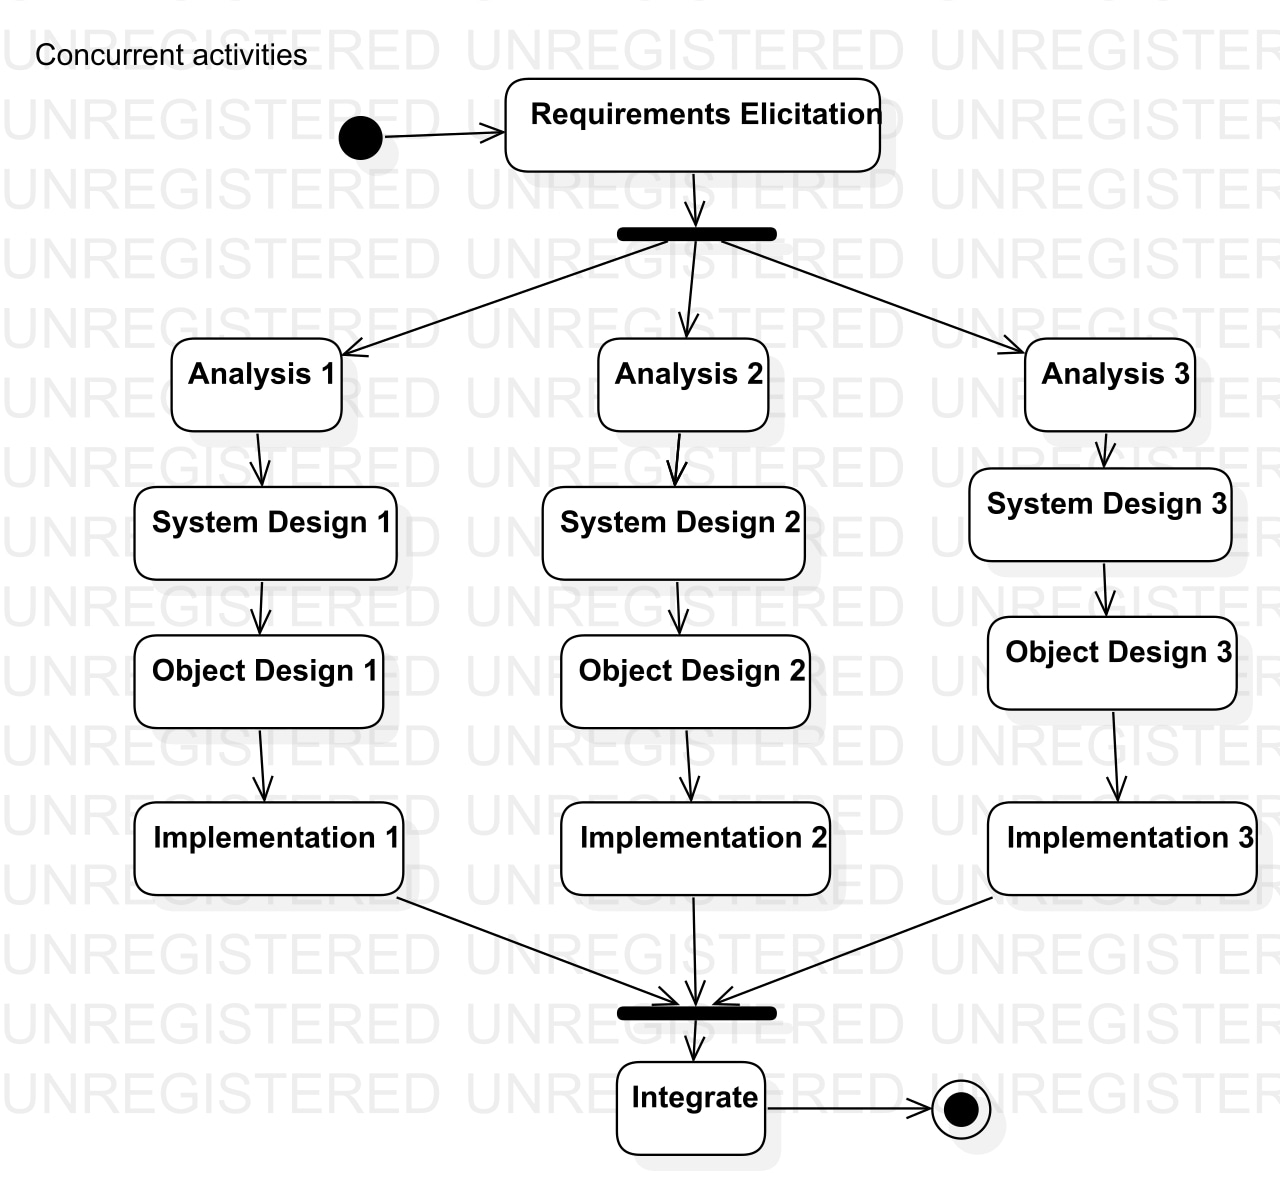 Concurrent activities
Requirements Elicitation
Analysis 1
Analysis 2
Analysis 3
System Design 1
System Design 2
System Design 3
Object Design 1
Object Design 2
Object Design 3
Implementation 1
Implementation 2
Implementation 3
Integrate
UNREGISTERED UNREGISTERED UNREGISTERED